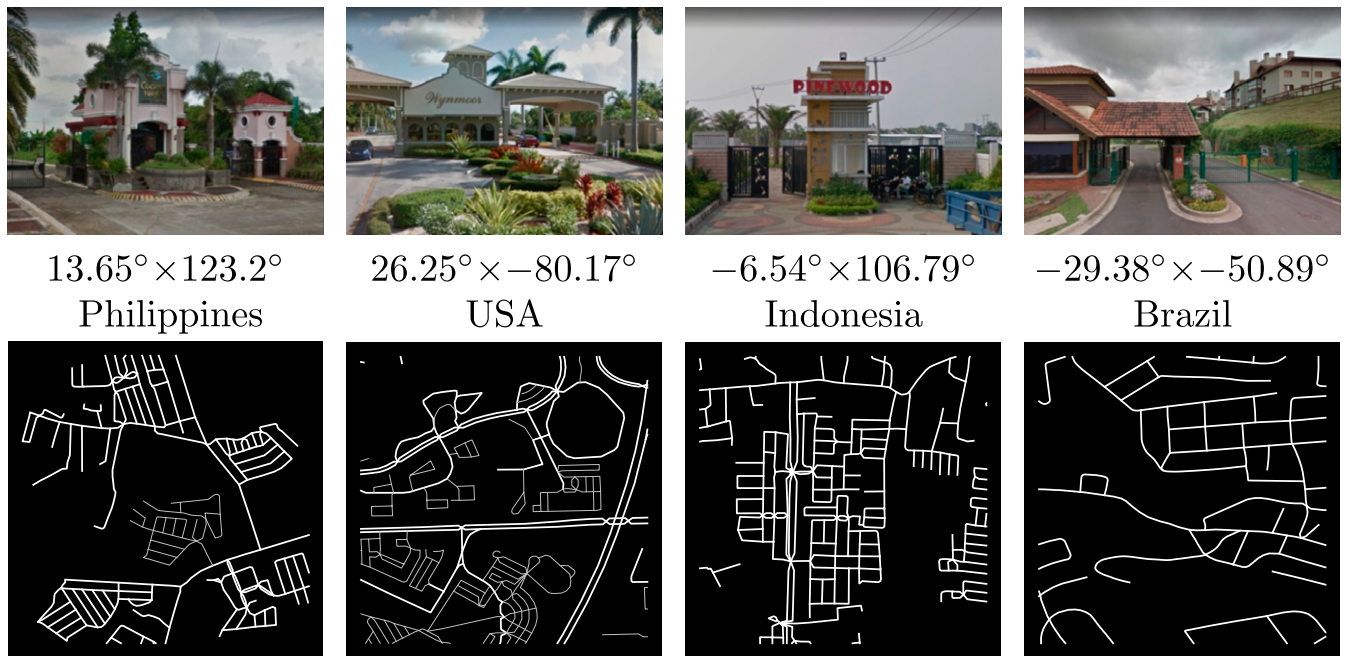 Wynmoor
PINEWOOD
13.65°×123.2°
26.25°×−80.17°
−6.54°×106.79°
−29.38°×−50.89°
Philippines
USA
Indonesia
Brazil